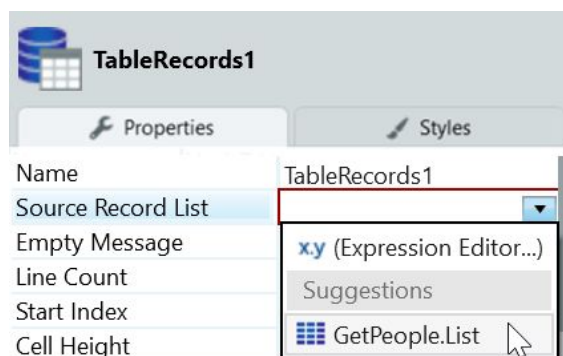 TableRecords1
Properties Styles
Name TableRecords1
Source Record List
Empty Message x.y (Expression Editor...)
Line Count Suggestions
Start Index
Cell Height GetPeople.List